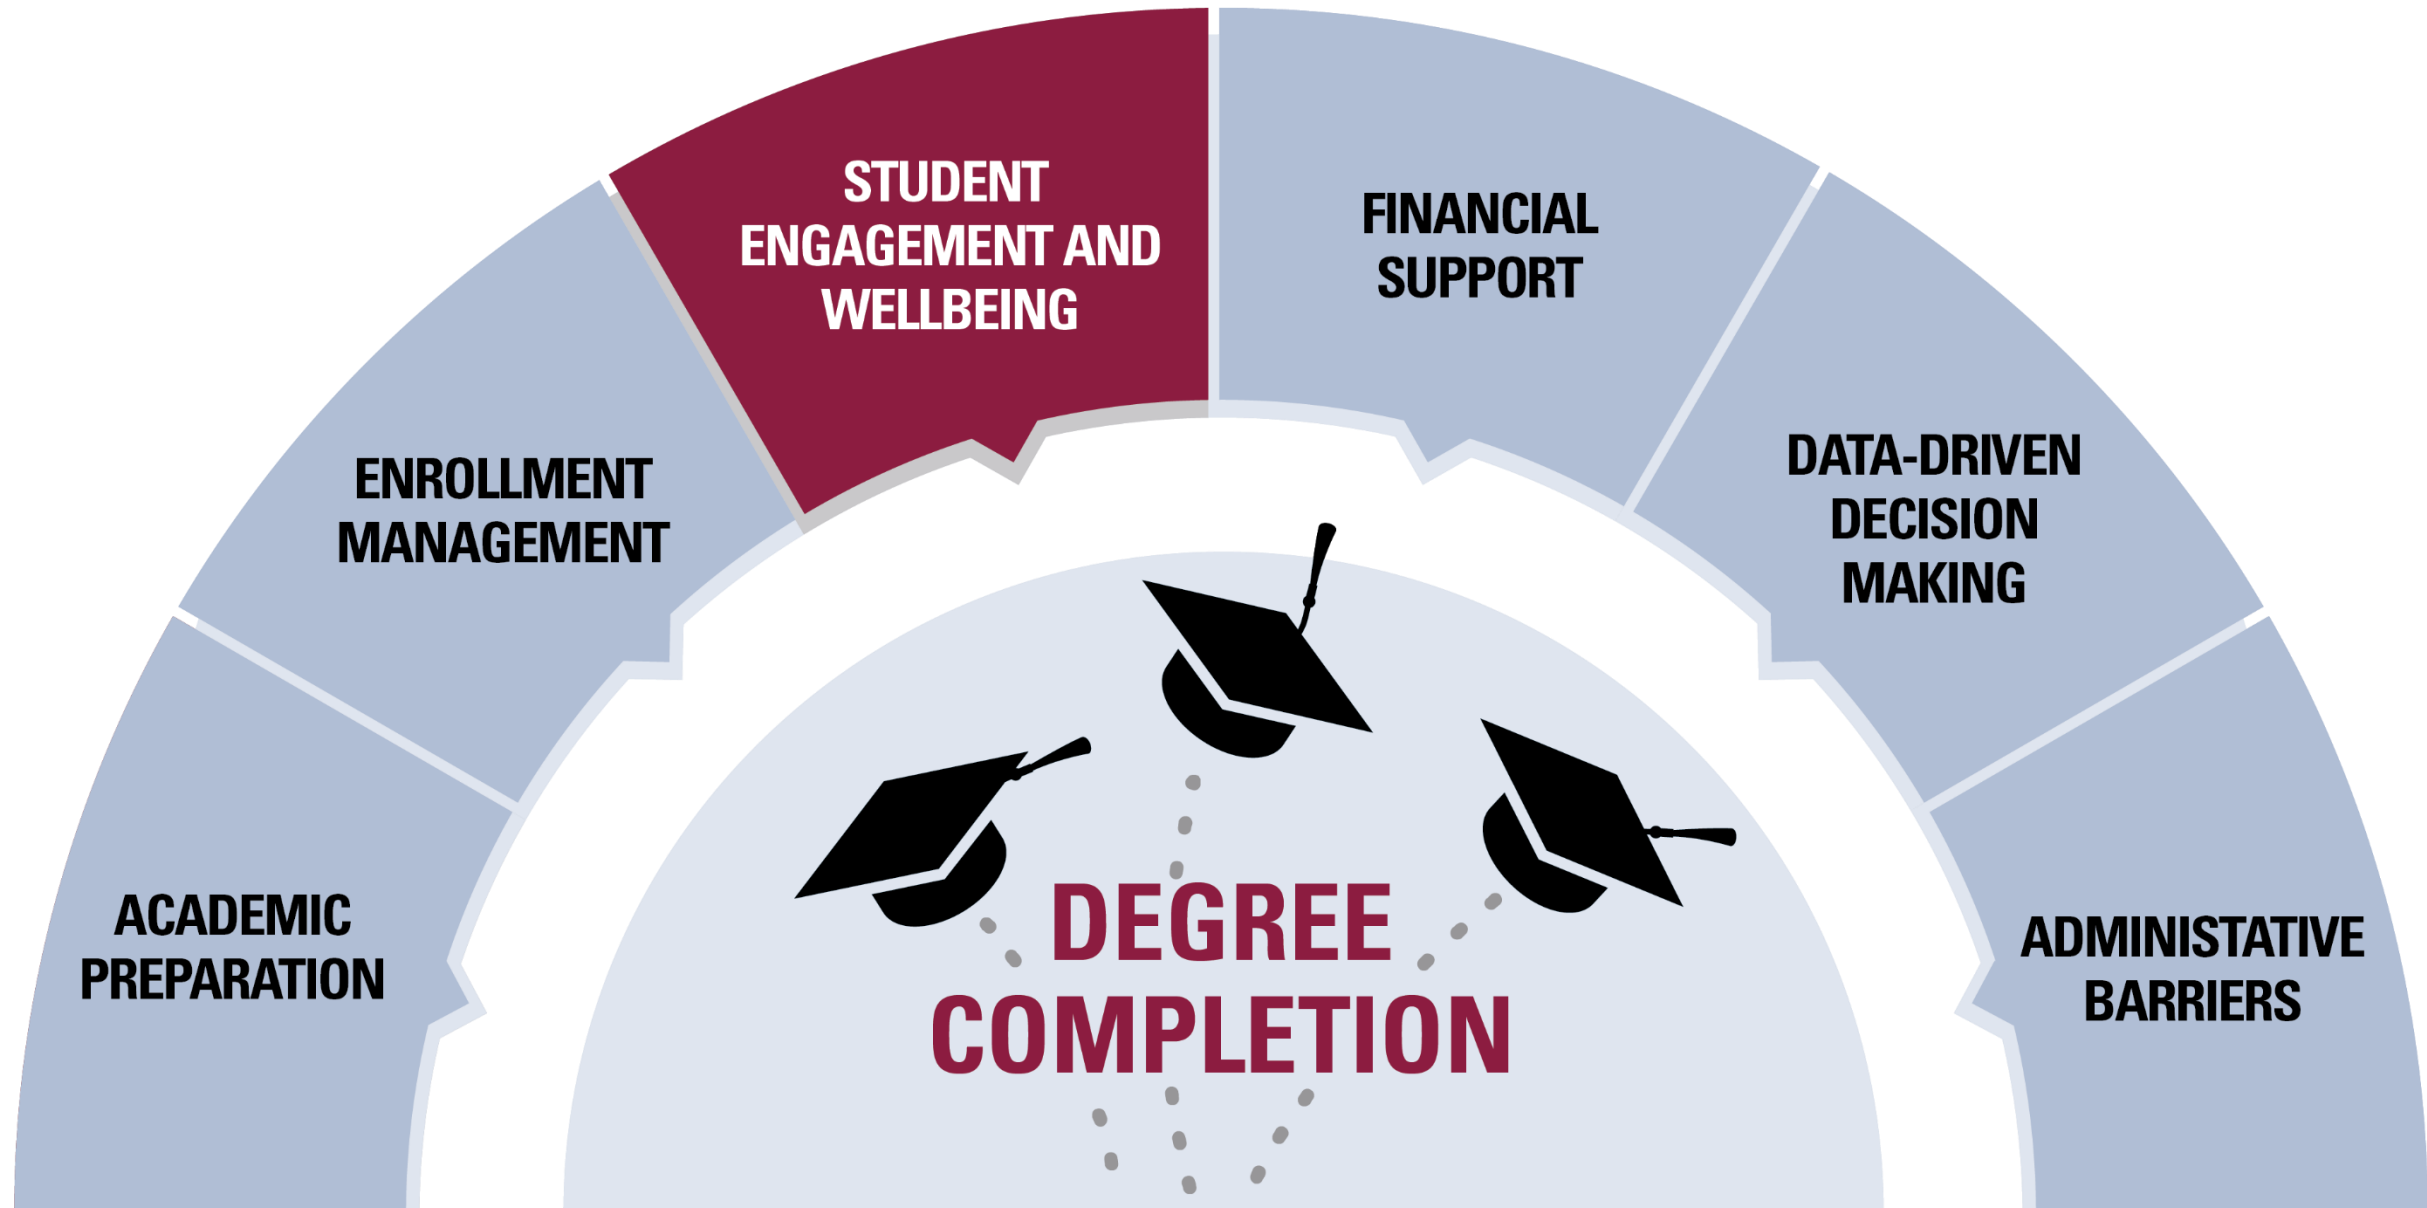 ACADEMIC
PREPARATION
ENROLLMENT
MANAGEMENT
STUDENT
ENGAGEMENT AND
WELLBEING
FINANCIAL
SUPPORT
DATA-DRIVEN
DECISION
MAKING
ADMINISTATIVE
BARRIERS
DEGREE
COMPLETION